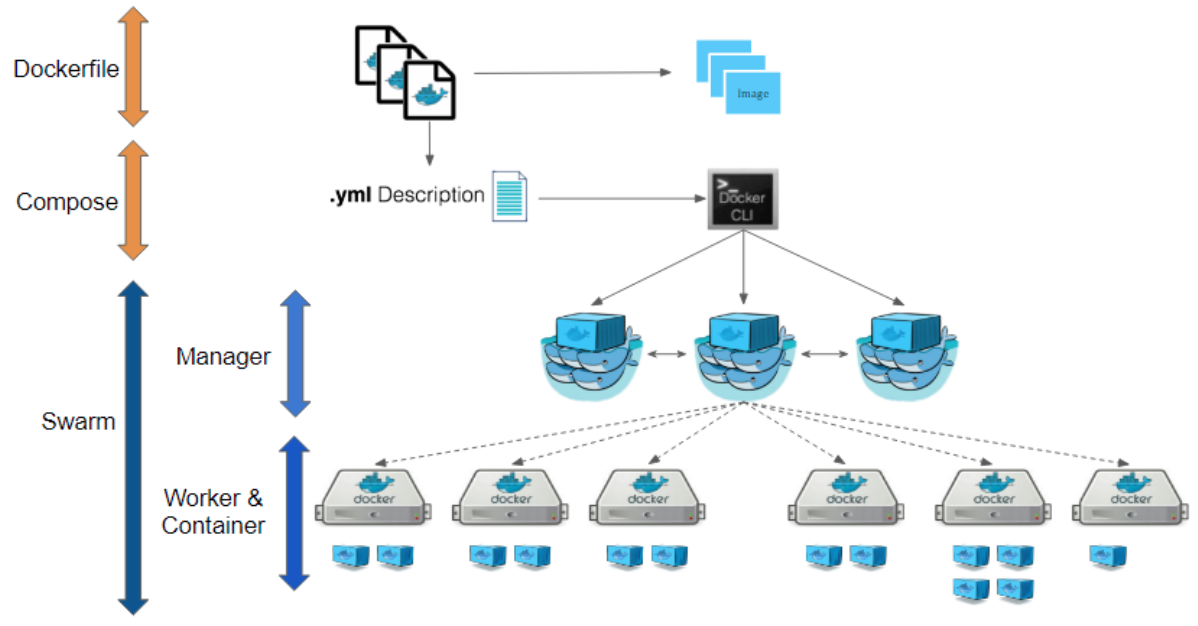 Dockerfile
Image
Compose
.yml Description
>_
Docker
CLI
Manager
Swarm
Worker &
Container
docker
docker
docker
docker
docker
docker